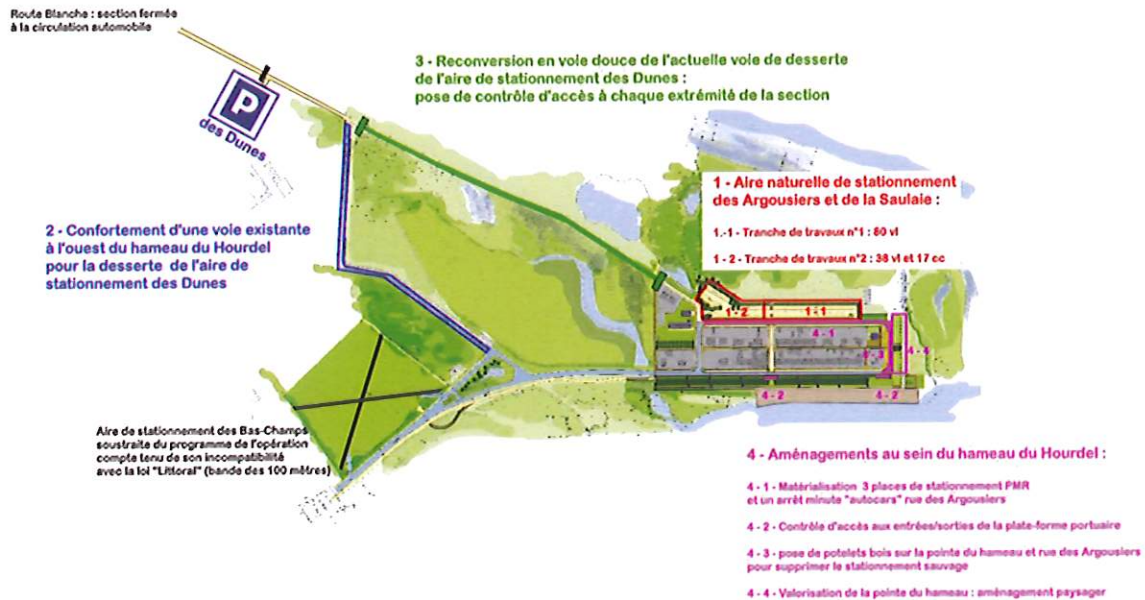 Route Blanche : section fermée
à la circulation automobile
P
des Dunes
3 - Reconversion en voie douce de l'actuelle voie de desserte
de l'aire de stationnement des Dunes :
pose de contrôle d'accès à chaque extrémité de la section
1 - Aire naturelle de stationnement
des Argousiers et de la Saulaie :
1.-1 - Tranche de travaux n°1 : 80 vl
1 - 2 - Tranche de travaux n°2 : 38 vl et 17 cc
2 - Confortement d'une voie existante
à l'ouest du hameau du Hourdel
pour la desserte de l'aire de
stationnement des Dunes
1 - 2
1 - 1
4 - 1
4 - 3
4 - 4
4 - 2
4 - 2
Aire de stationnement des Bas-Champs
soustraite du programme de l'opération
compte tenu de son incompatibilité
avec la loi "Littoral" (bande des 100 mètres)
4 - Aménagements au sein du hameau du Hourdel :
4 - 1 - Matérialisation 3 places de stationnement PMR
et un arrêt minute "autocars" rue des Argousiers
4 - 2 - Contrôle d'accès aux entrées/sorties de la plate-forme portuaire
4 - 3 - pose de potelets bois sur la pointe du hameau et rue des Argousiers
pour supprimer le stationnement sauvage
4 - 4 - Valorisation de la pointe du hameau : aménagement paysager